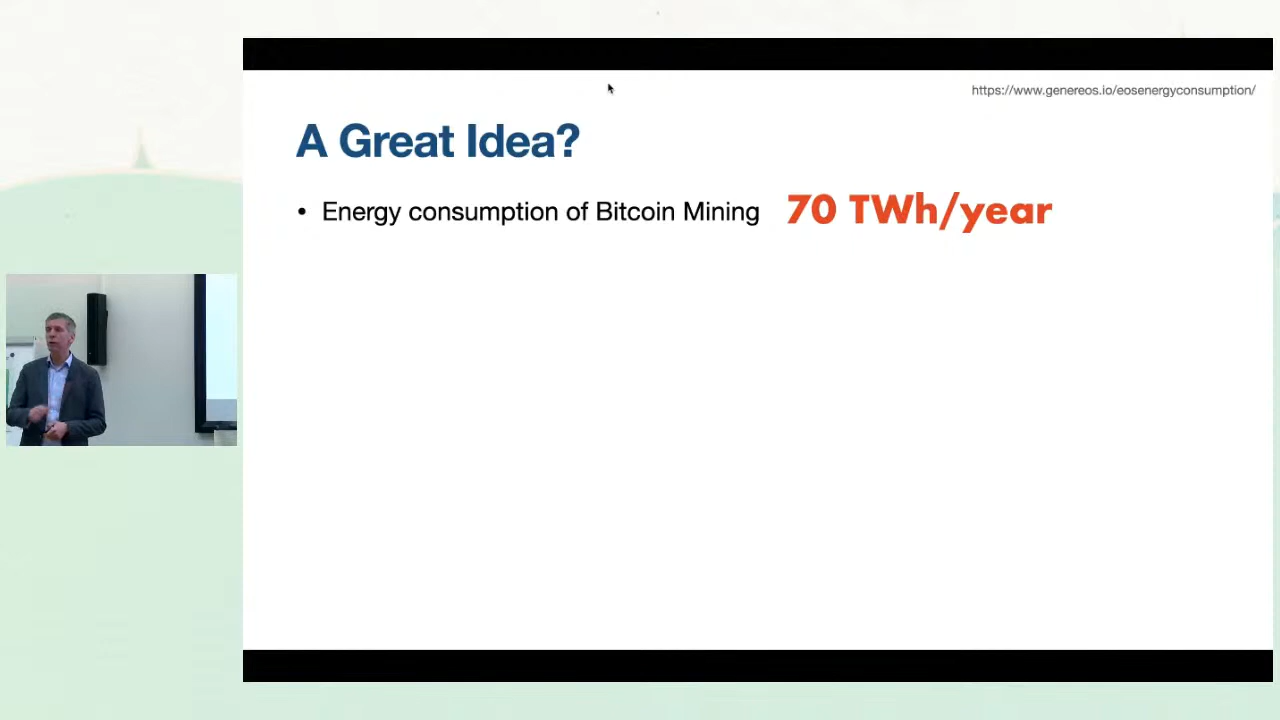 https://www.genereos.io/eosenergyconsumption/
A Great Idea?
• Energy consumption of Bitcoin Mining 70 TWh/year